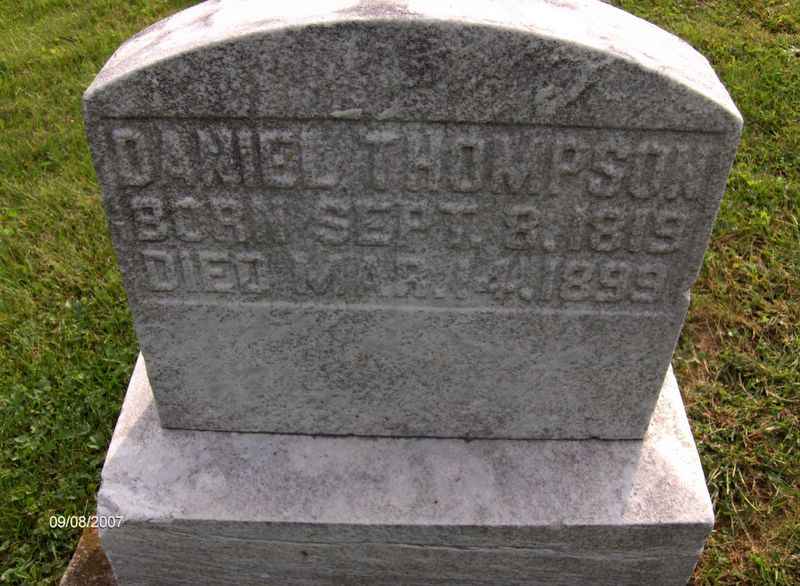 DANIEL THOMPSON
BORN SEPT. 8. 1819
DIED MAR. 14. 1899
09/08/2007